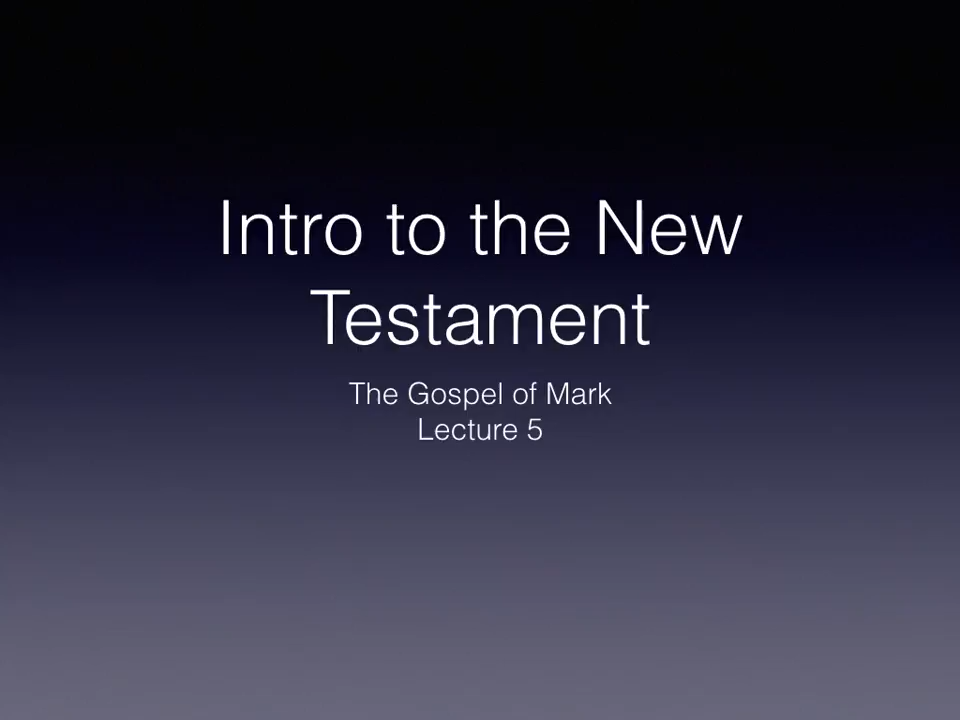 Intro to the New
Testament
The Gospel of Mark
Lecture 5